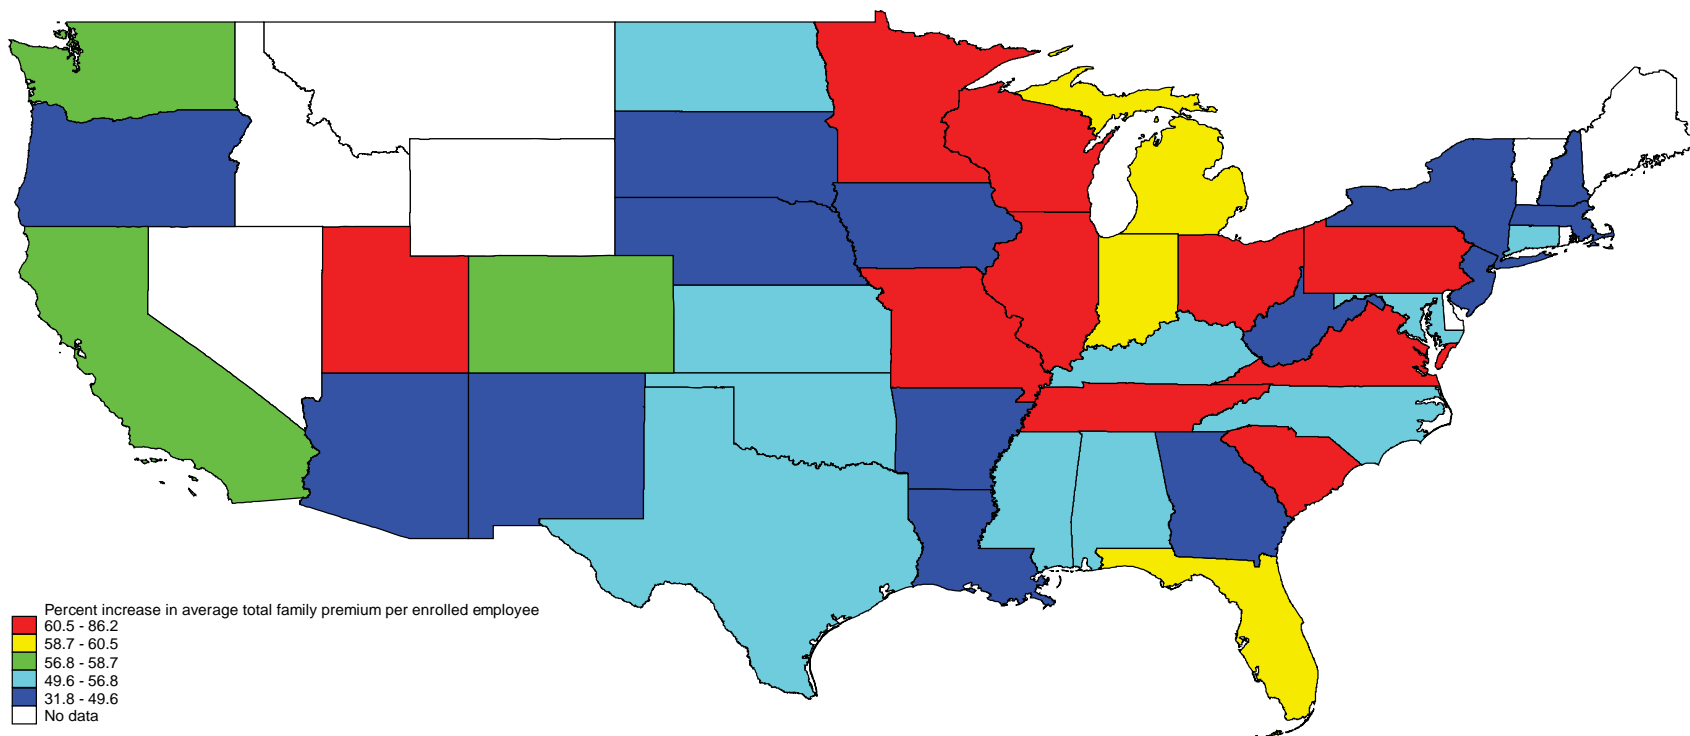 Percent increase in average total family premium per enrolled employee
60.5 - 86.2
58.7 - 60.5
56.8 - 58.7
49.6 - 56.8
31.8 - 49.6
No data